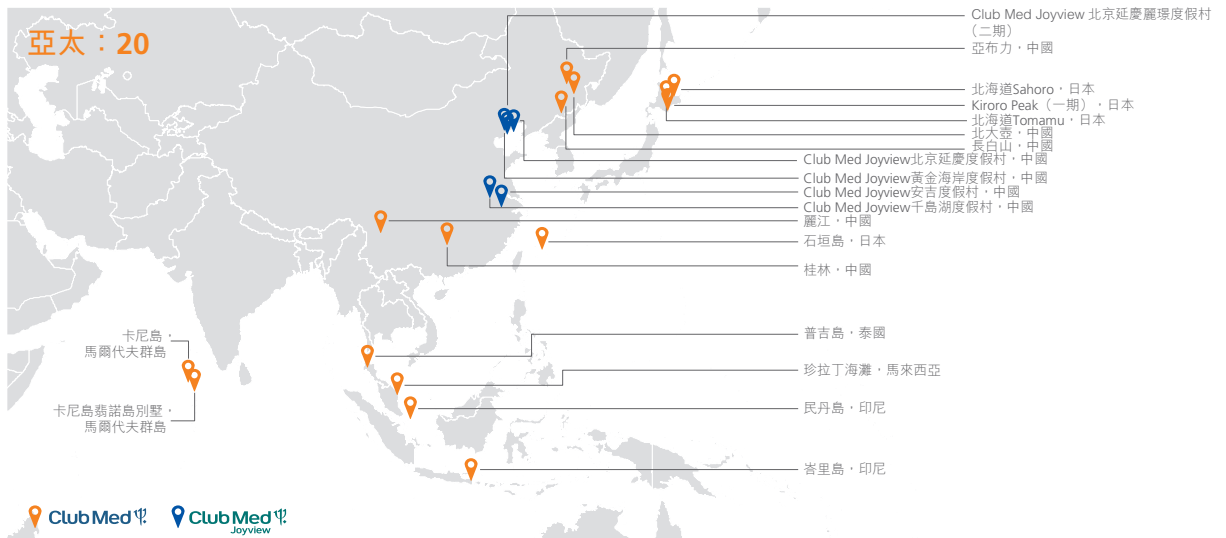 亞太：20
Club Med Joyview 北京延慶麗璟度假村
（二期）
亞布力，中國
北海道Sahoro，日本
Kiroro Peak（一期），日本
北海道Tomamu，日本
北大壺，中國
長白山，中國
Club Med Joyview北京延慶度假村，中國
Club Med Joyview黃金海岸度假村，中國
Club Med Joyview安吉度假村，中國
Club Med Joyview千島湖度假村，中國
麗江，中國
石垣島，日本
桂林，中國
普吉島，泰國
珍拉丁海灘，馬來西亞
民丹島，印尼
峇里島，印尼
卡尼島，
馬爾代夫群島
卡尼島翡諾島別墅，
馬爾代夫群島
Club Med
Club Med
Joyview